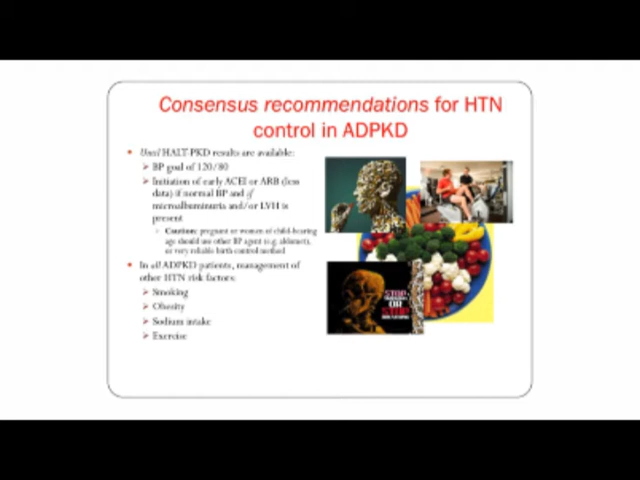 Consensus recommendations for HTN
control in ADPKD
Until HALT-PKD results are available:
BP goal of 120/80
Initiation of early ACEI or ARB (less
data) if normal BP and if
microalbuminuria and/or LVH is
present
Caution: pregnant or women of child-bearing
age should use other BP agent (e.g. aldomet),
or very reliable birth control method
In all ADPKD patients, management of
other HTN risk factors:
Smoking
Obesity
Sodium intake
Exercise
STOP
OR
STOP